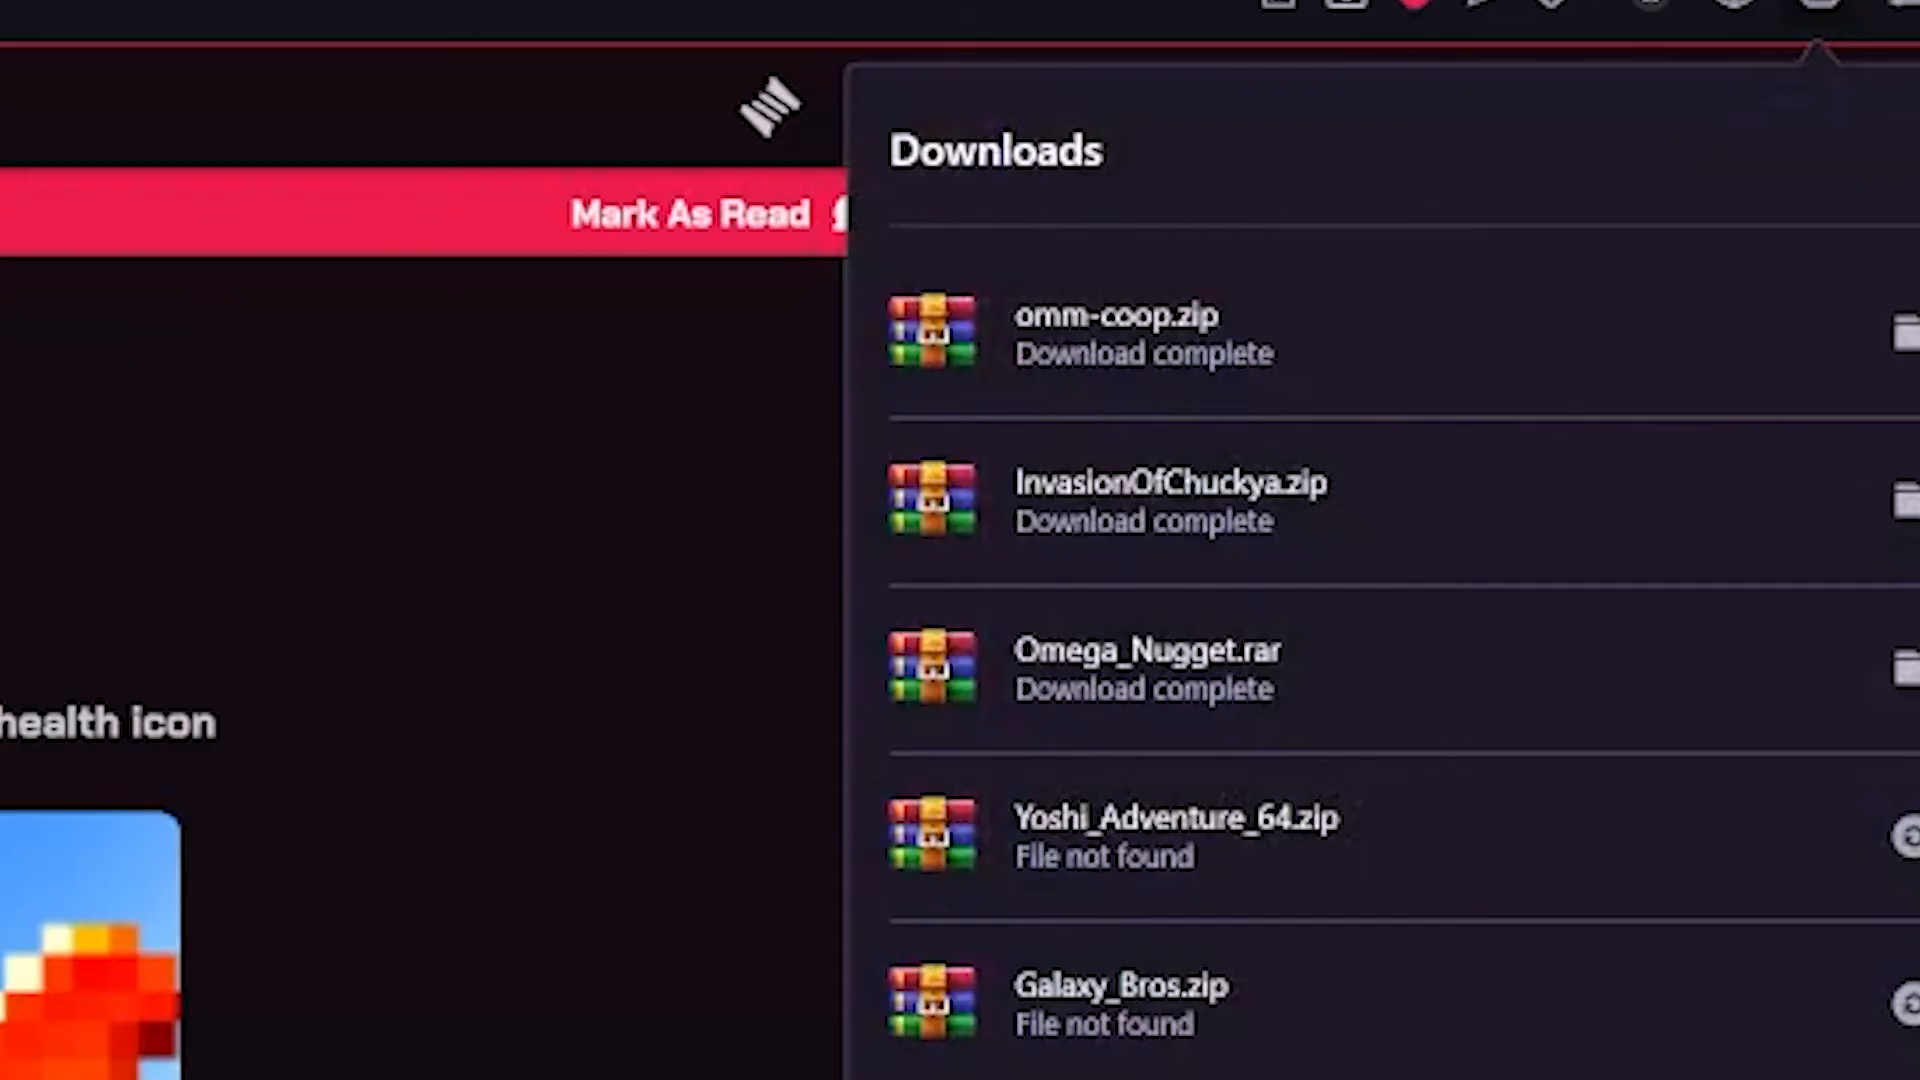 Mark As Read
health icon
Downloads
omm-coop.zip
Download complete
InvasionOfChuckya.zip
Download complete
Omega_Nugget.rar
Download complete
Yoshi_Adventure_64.zip
File not found
Galaxy_Bros.zip
File not found